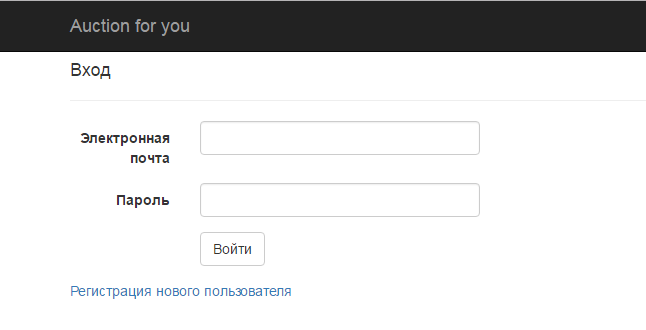 Auction for you
Вход
Электронная
почта
Пароль
Войти
Регистрация нового пользователя